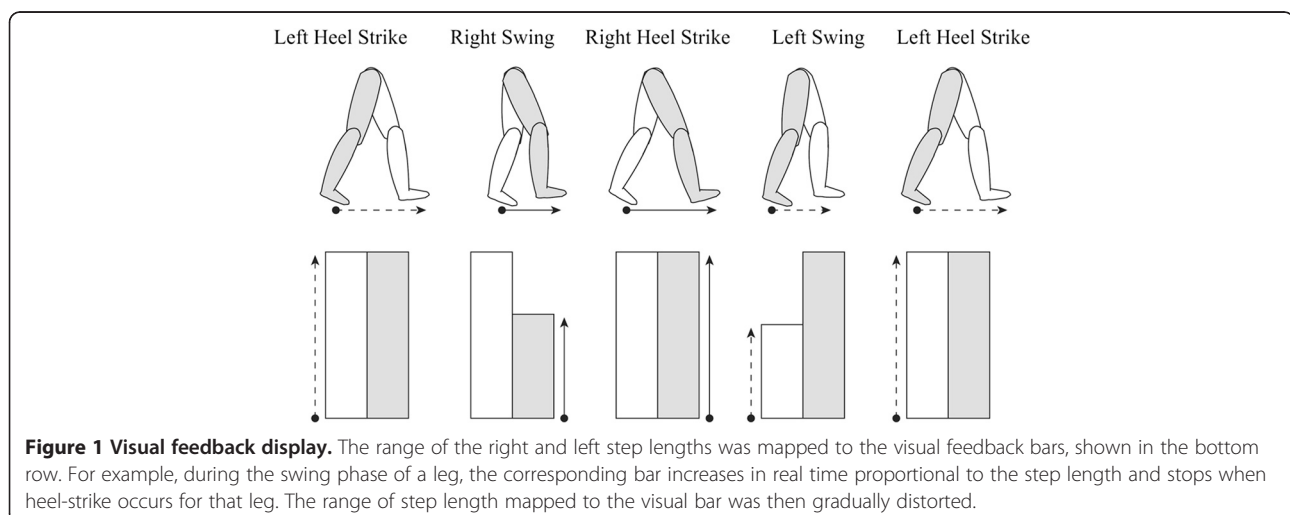 Left Heel Strike Right Swing Right Heel Strike Left Swing Left Heel Strike
Figure 1 Visual feedback display. The range of the right and left step lengths was mapped to the visual feedback bars, shown in the bottom
row. For example, during the swing phase of a leg, the corresponding bar increases in real time proportional to the step length and stops when
heel-strike occurs for that leg. The range of step length mapped to the visual bar was then gradually distorted.